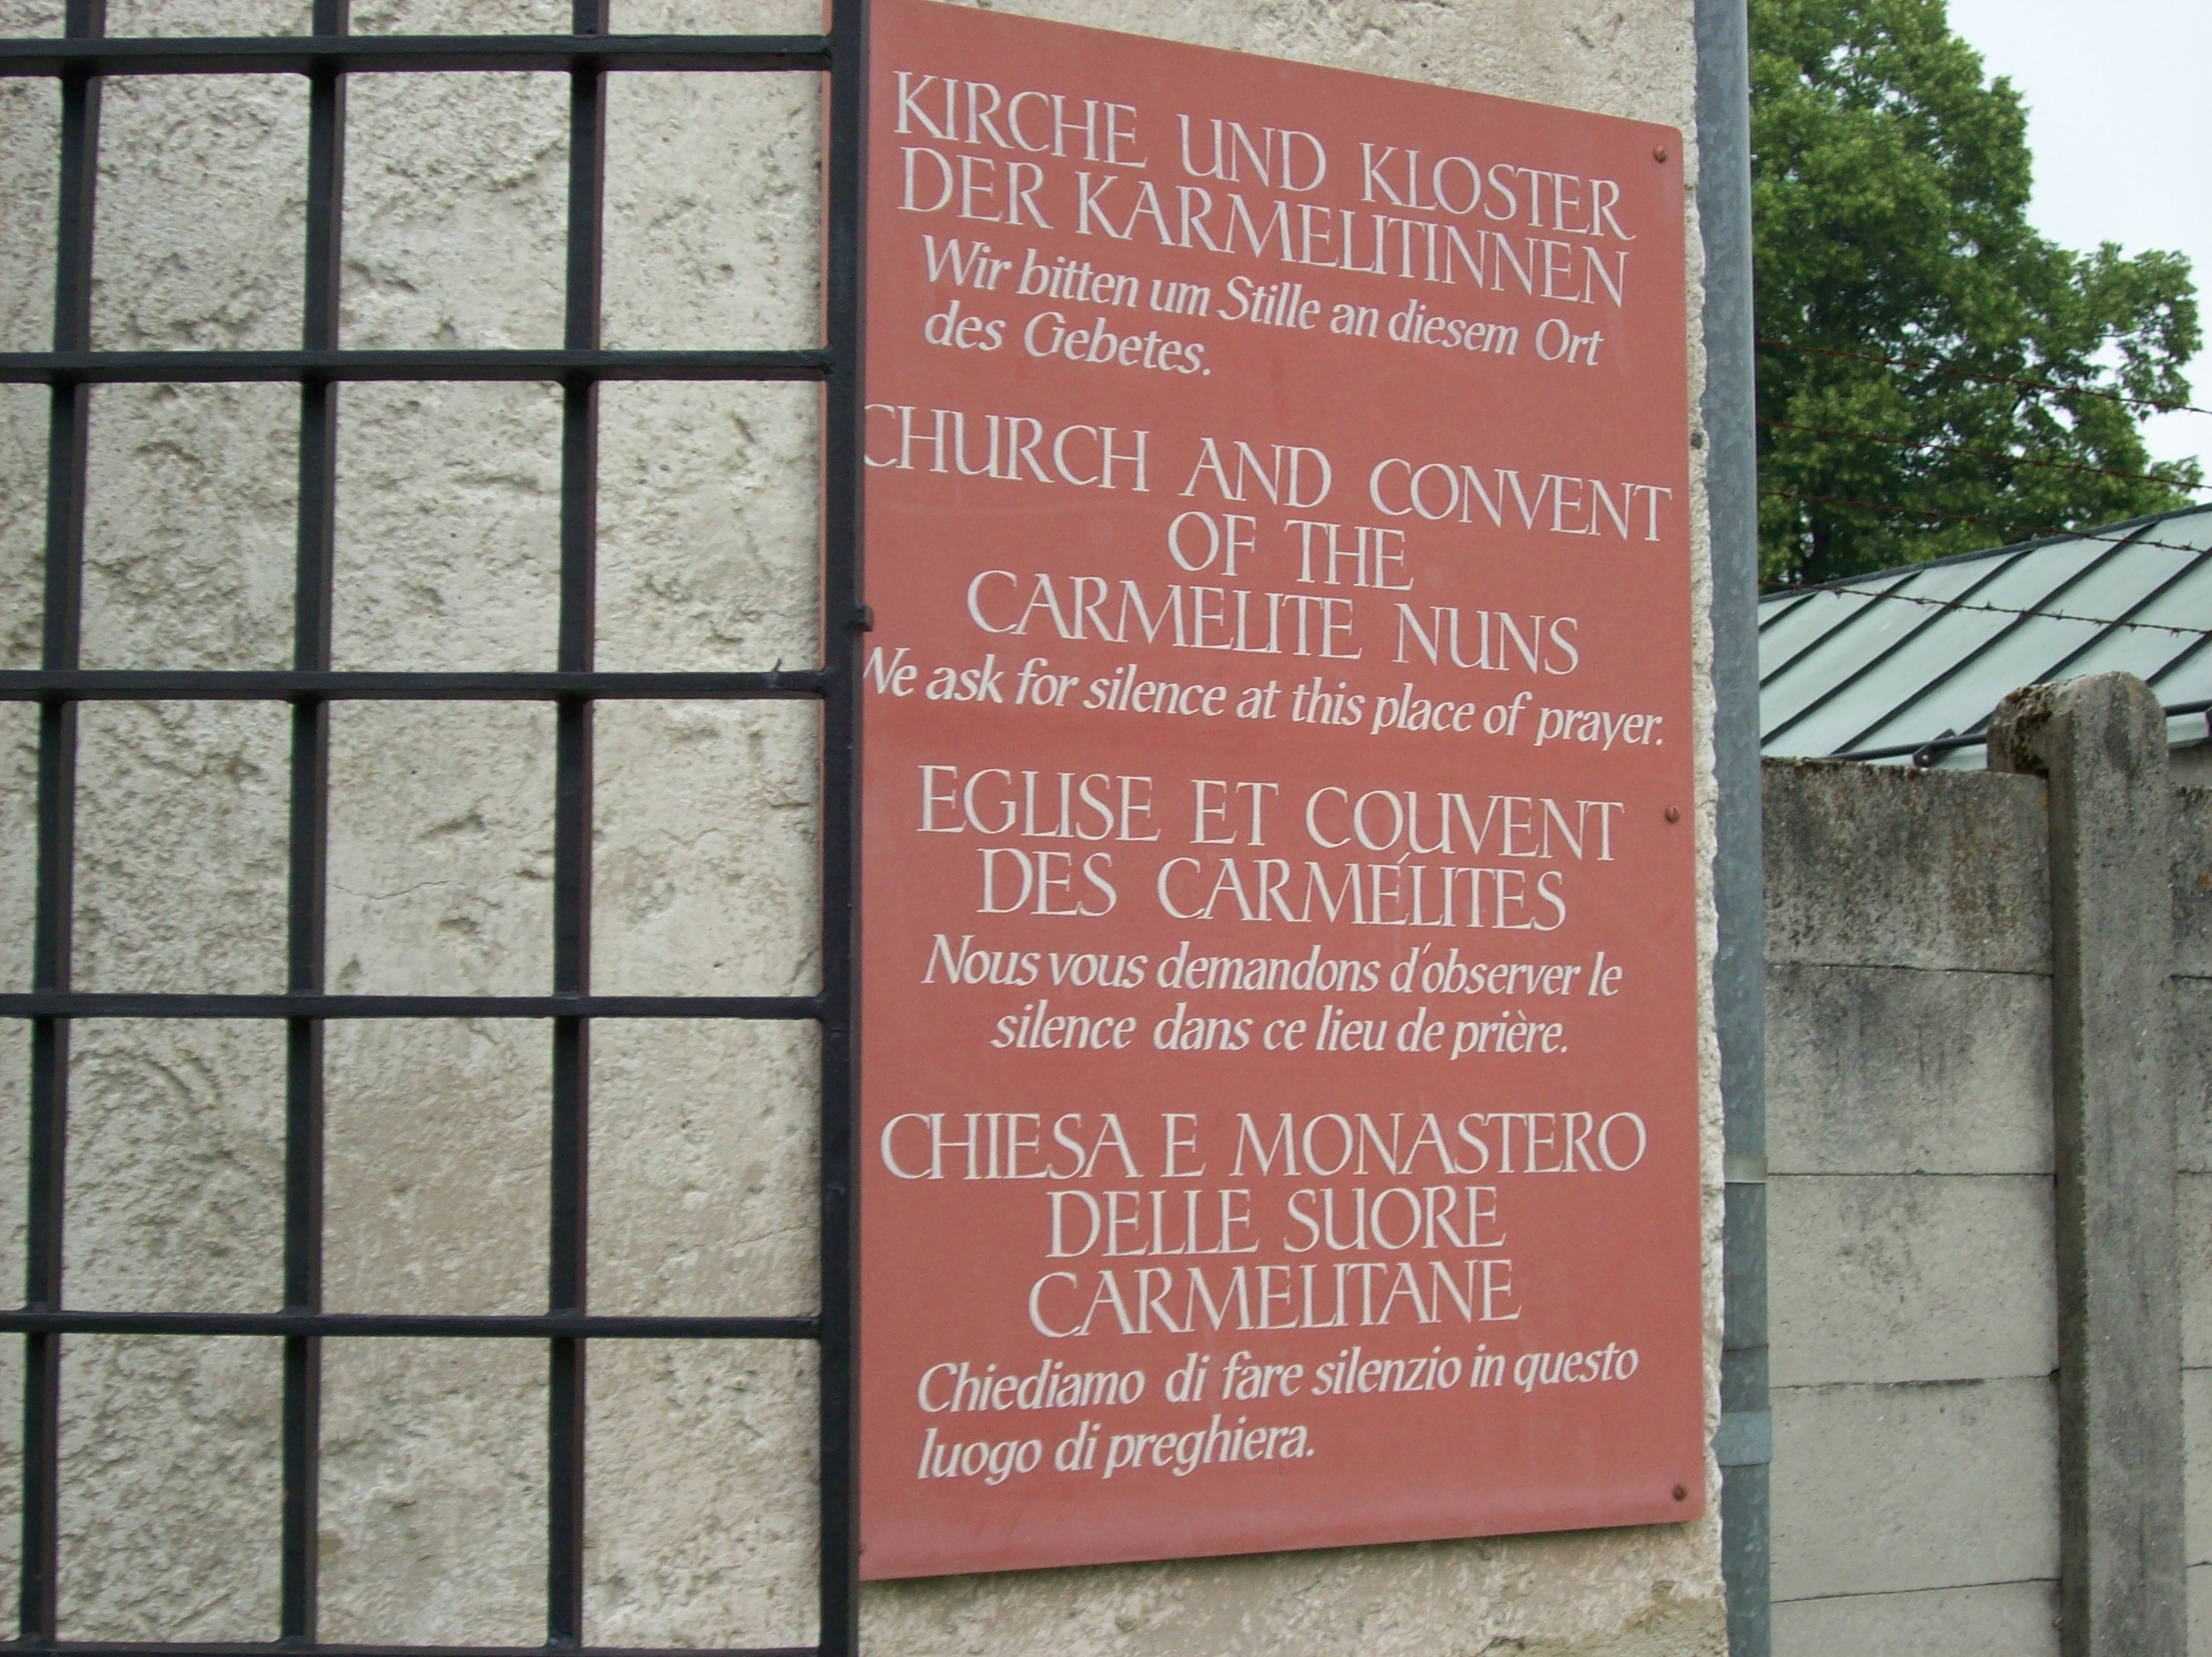 KIRCHE UND KLOSTER
DER KARMELITINNEN
Wir bitten um Stille an diesem Ort
des Gebetes.
CHURCH AND CONVENT
OF THE
CARMELITE NUNS
We ask for silence at this place of prayer.
EGLISE ET COUVENT
DES CARMÉLITES
Nous vous demandons d'observer le
silence dans ce lieu de prière.
CHIESA E MONASTERO
DELLE SUORE
CARMELITANE
Chiediamo di fare silenzio in questo
luogo di preghiera.